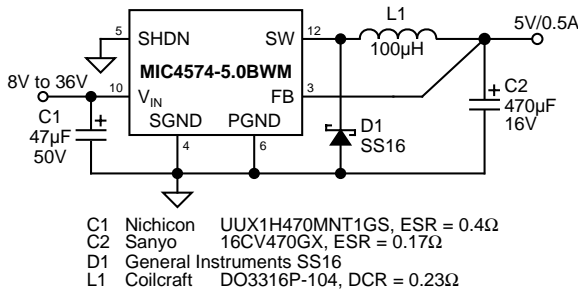 L1
5V/0.5A
5
SHDN
SW
12
100µH
MIC4574-5.0BWM
8V to 36V
10
VIN
FB
3
C2
470µF
16V
C1
47µF
50V
SGND
PGND
D1
SS16
4
6
C1 Nichicon UUX1H470MNT1GS, ESR = 0.4Ω
C2 Sanyo 16CV470GX, ESR = 0.17Ω
D1 General Instruments SS16
L1 Coilcraft DO3316P-104, DCR = 0.23Ω